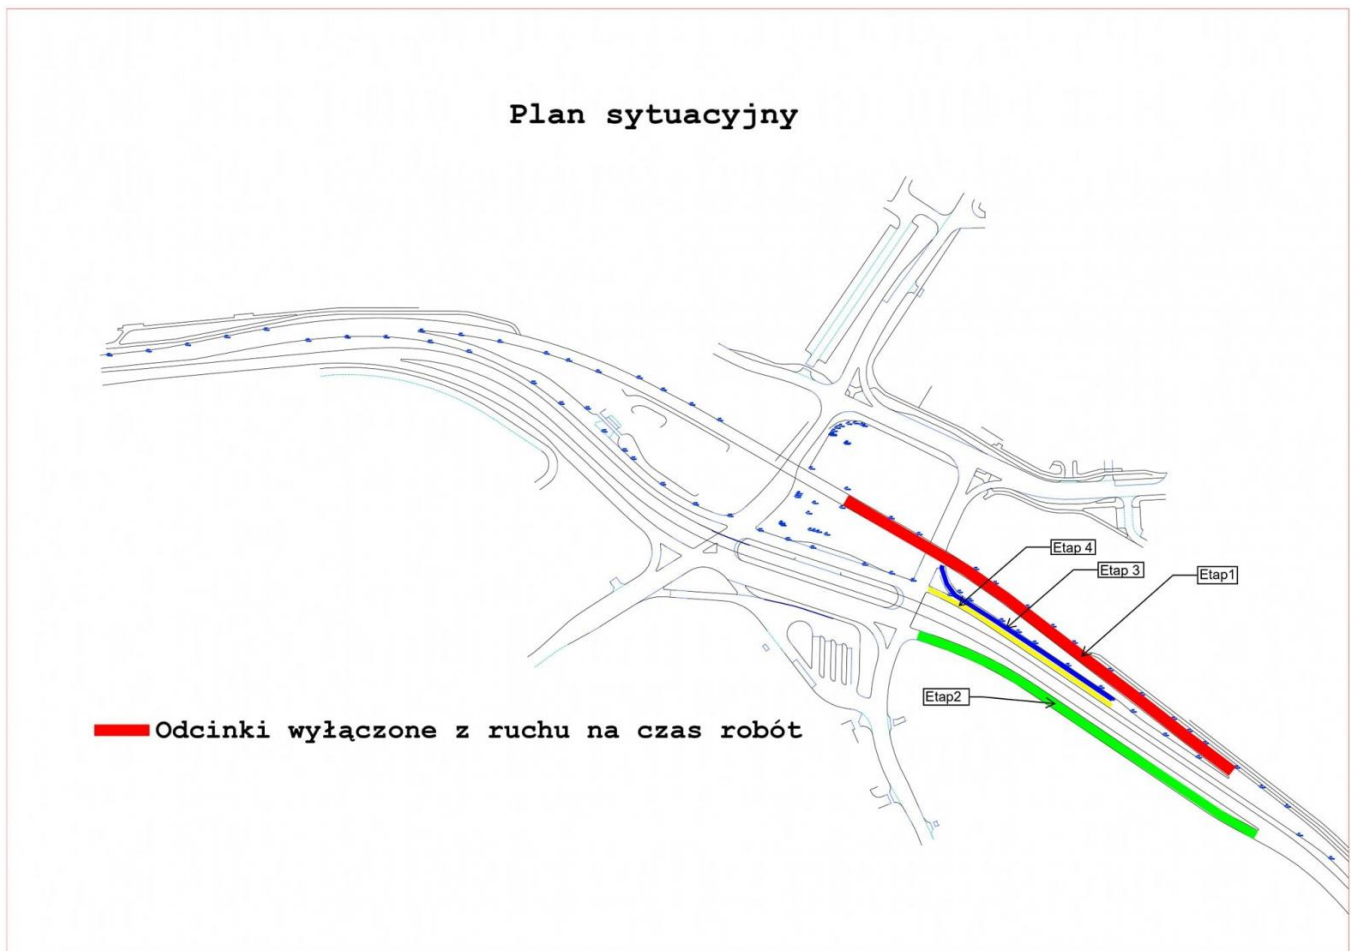 Plan sytuacyjny
Etap 4
Etap 3
Etap1
Etap2
Odcinki wyłączone z ruchu na czas robót